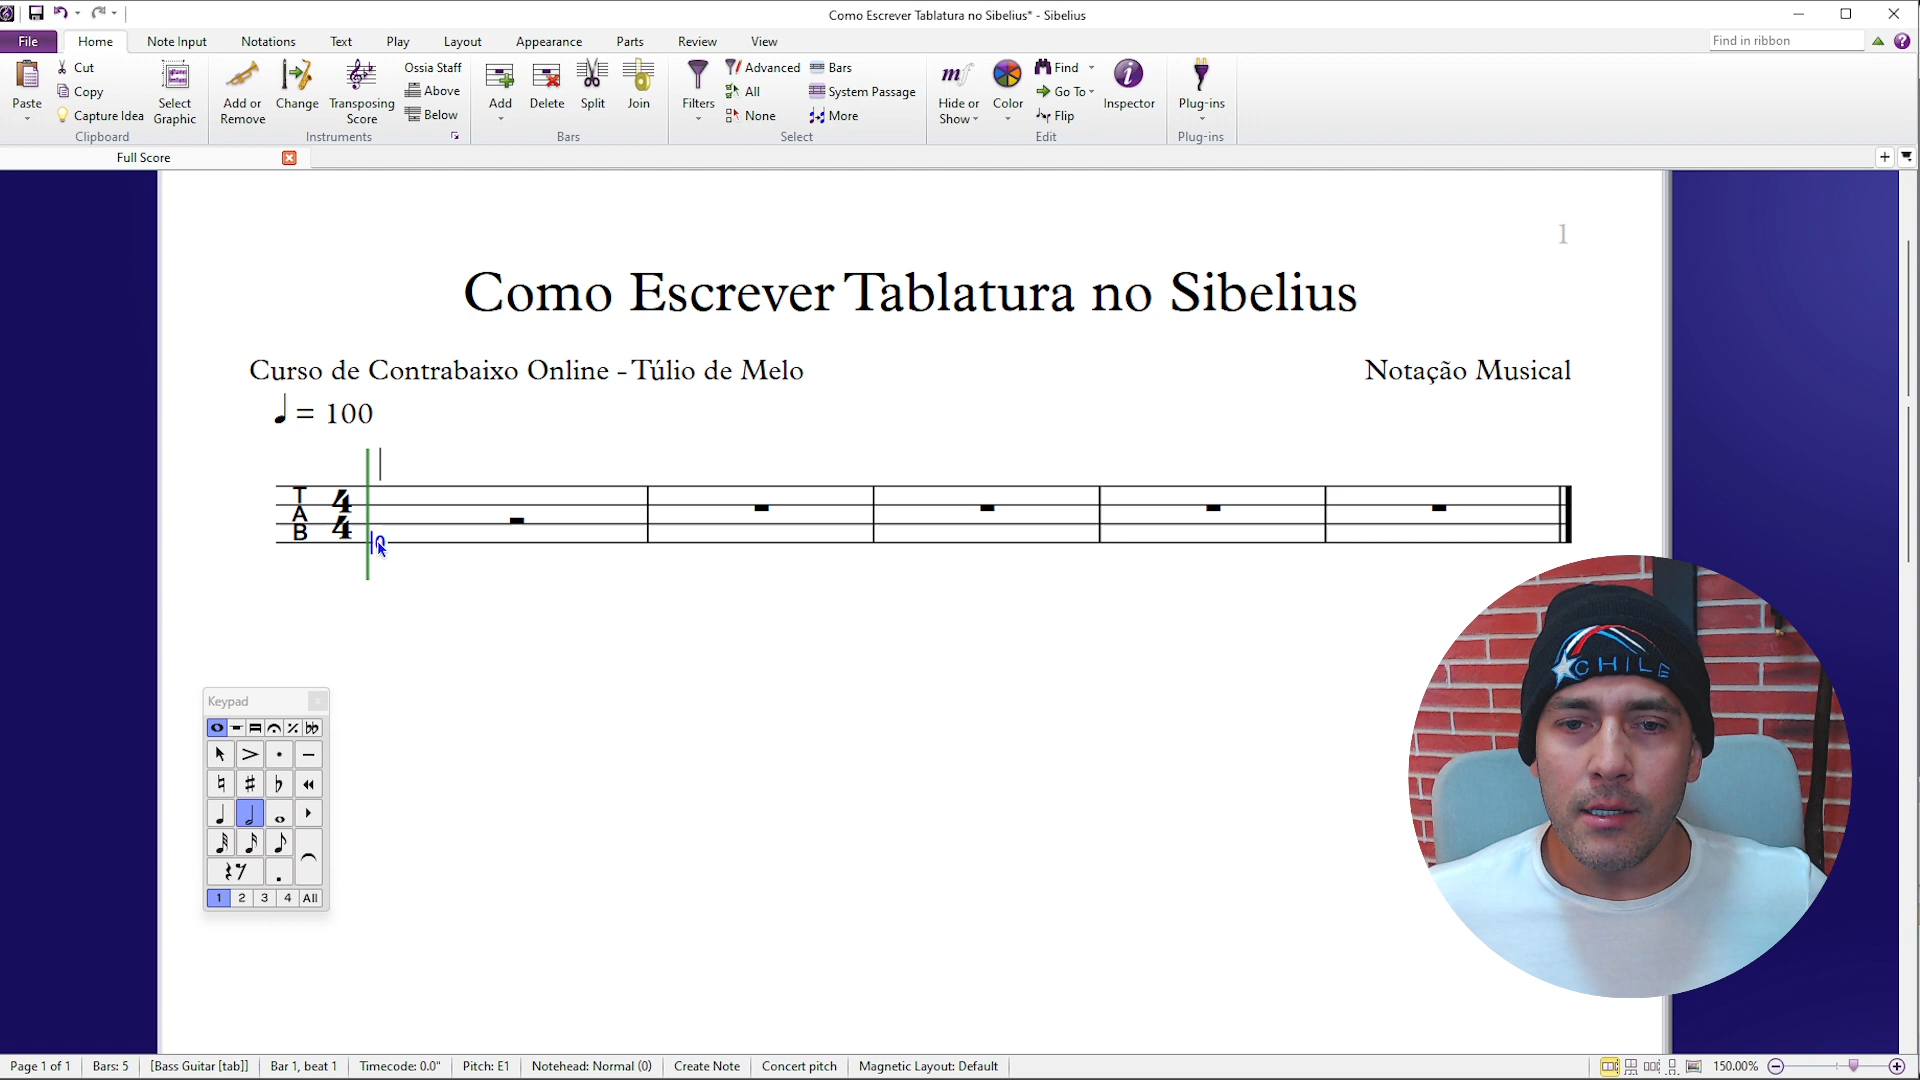 Como Escrever Tablatura no Sibelius* - Sibelius
File Home Note Input Notations Text Play Layout Appearance Parts Review View Find in ribbon
Paste Cut Copy Capture Idea Select Graphic Clipboard
Add or Remove Change Transposing Score Ossia Staff Above Below Instruments
Add Delete Split Join Bars
Filters Advanced All None Bars System Passage More Select
Hide or Show Color Find Go To Flip Inspector Edit
Plug-ins Plug-ins
Full Score
1
Como Escrever Tablatura no Sibelius
Curso de Contrabaixo Online - Túlio de Melo
Notação Musical
= 100
T
A
B
4
4
0
CHILE
Keypad
1 2 3 4 All
Page 1 of 1 Bars: 5 [Bass Guitar [tab]] Bar 1, beat 1 Timecode: 0.0" Pitch: E1 Notehead: Normal (0) Create Note Concert pitch Magnetic Layout: Default 150.00%